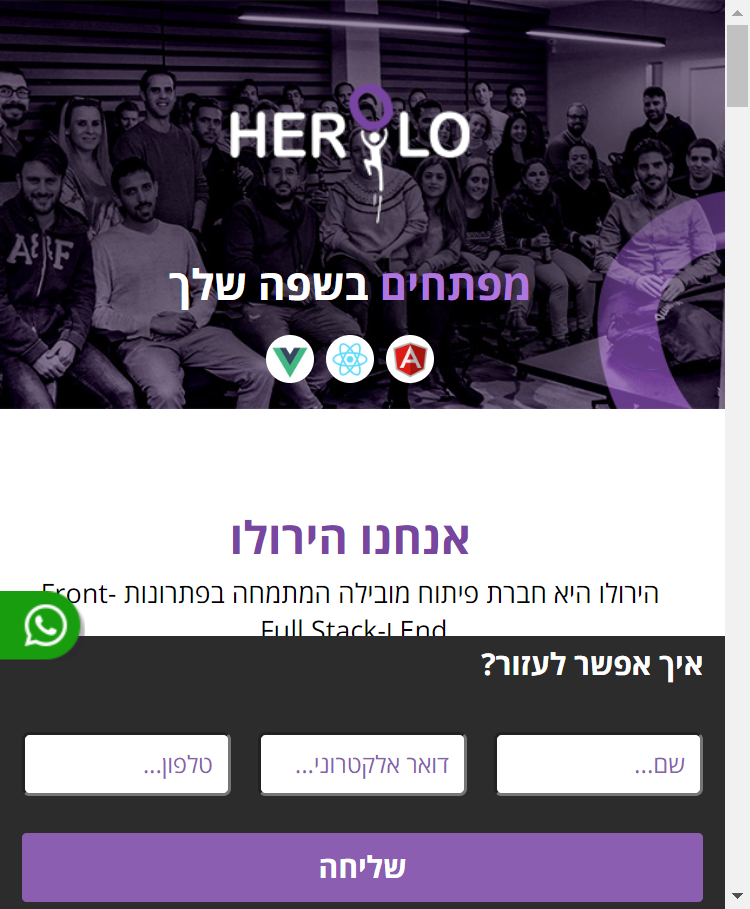 HEROLO
A&F
מפתחים בשפה שלך
אנחנו הירולו
הירולו היא חברת פיתוח מובילה המתמחה בפתרונות Front-
End ו-Full Stack
איך אפשר לעזור?
שם...
דואר אלקטרוני...
טלפון...
שליחה